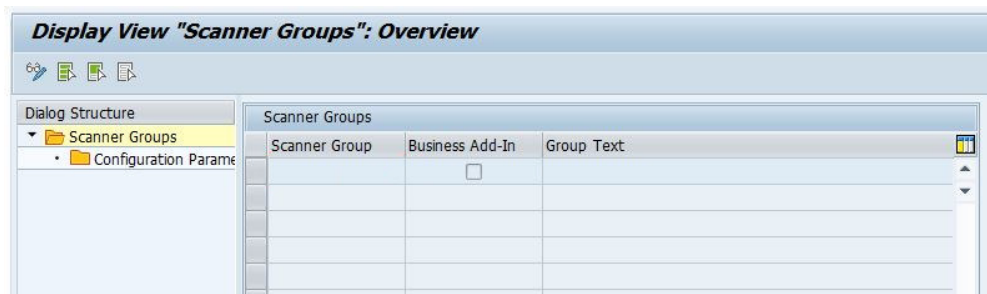 Display View "Scanner Groups": Overview
Dialog Structure
Scanner Groups
Configuration Parame
Scanner Groups
Scanner Group Business Add-In Group Text